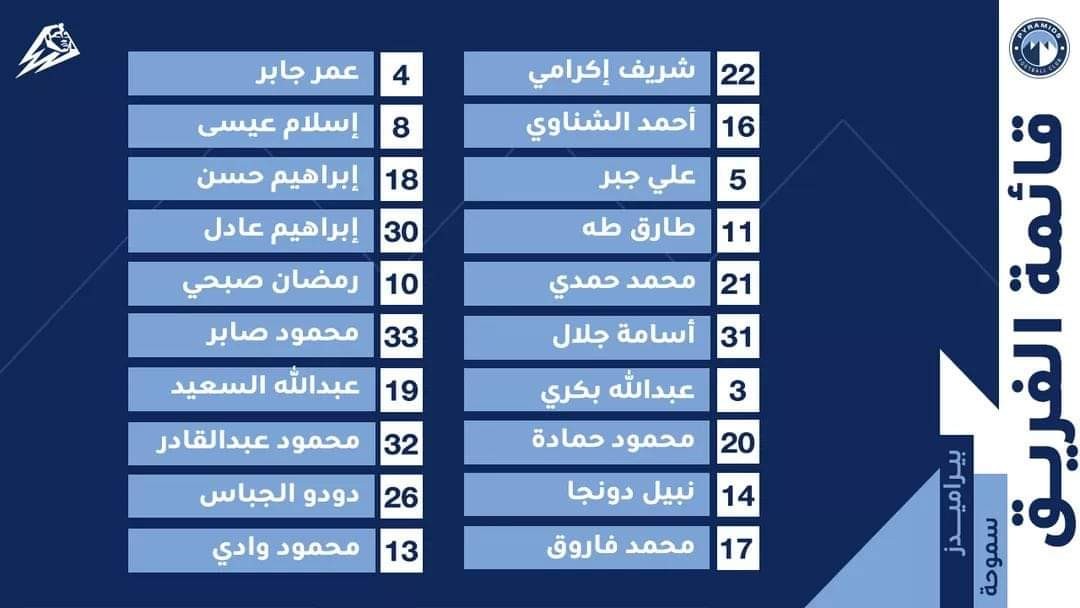 PYRAMIDS
FOOTBALL CLUB
قائمة الفريق
بيراميدز
سموحة
22 شريف إكرامي
16 أحمد الشناوي
5 علي جبر
11 طارق طه
21 محمد حمدي
31 أسامة جلال
3 عبدالله بكري
20 محمود حمادة
14 نبيل دونجا
17 محمد فاروق
4 عمر جابر
8 إسلام عيسى
18 إبراهيم حسن
30 إبراهيم عادل
10 رمضان صبحي
33 محمود صابر
19 عبدالله السعيد
32 محمود عبدالقادر
26 دودو الجباس
13 محمود وادي